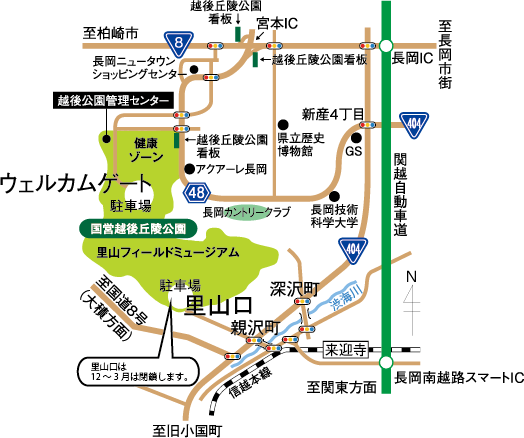 越後丘陵公園
看板
宮本IC
至柏崎市
8
至長岡市街
長岡ニュータウン
ショッピングセンター
越後丘陵公園看板
長岡IC
越後公園管理センター
新産4丁目
404
健康
ゾーン
越後丘陵公園
看板
県立歴史
博物館
GS
アクアーレ長岡
ウェルカムゲート
48
関越自動車道
駐車場
長岡カントリークラブ
長岡技術
科学大学
国営越後丘陵公園
里山フィールドミュージアム
404
N
駐車場
深沢町
渋海川
至国道8号
(大積方面)
里山口
親沢町
里山口は
12〜3月は閉鎖します。
来迎寺
信越本線
至関東方面
長岡南越路スマートIC
至旧小国町